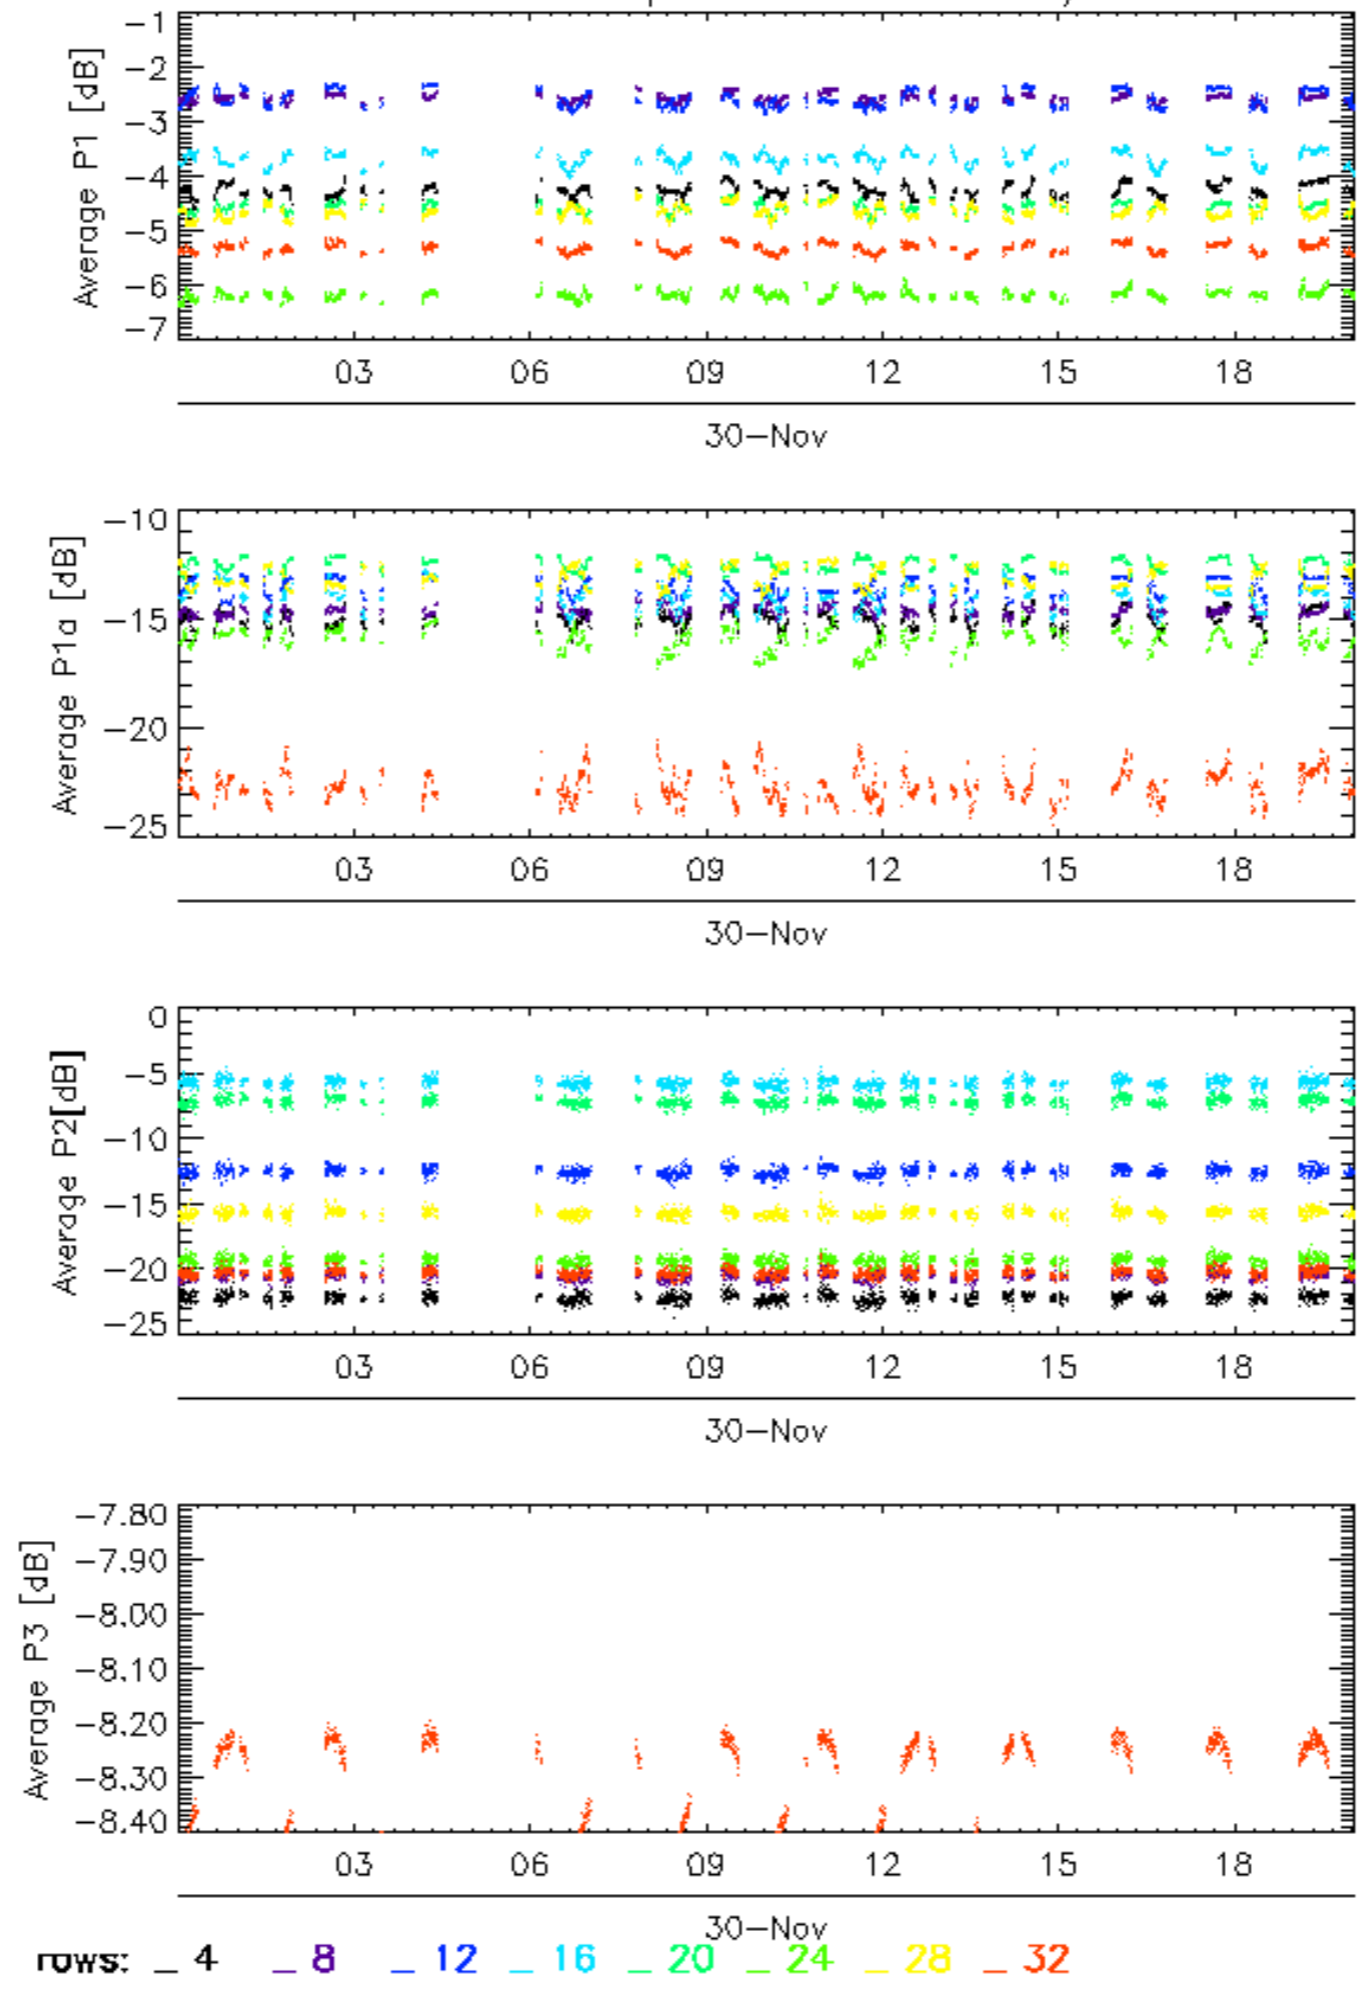 Average P1 [dB]
-1
-2
-3
-4
-5
-6
-7
03 06 09 12 15 18
30-Nov
Average P1a [dB]
-10
-15
-20
-25
03 06 09 12 15 18
30-Nov
Average P2[dB]
0
-5
-10
-15
-20
-25
03 06 09 12 15 18
30-Nov
Average P3 [dB]
-7.80
-7.90
-8.00
-8.10
-8.20
-8.30
-8.40
03 06 09 12 15 18
30-Nov
rows: _ 4 _ 8 _ 12 _ 16 _ 20 _ 24 _ 28 _ 32